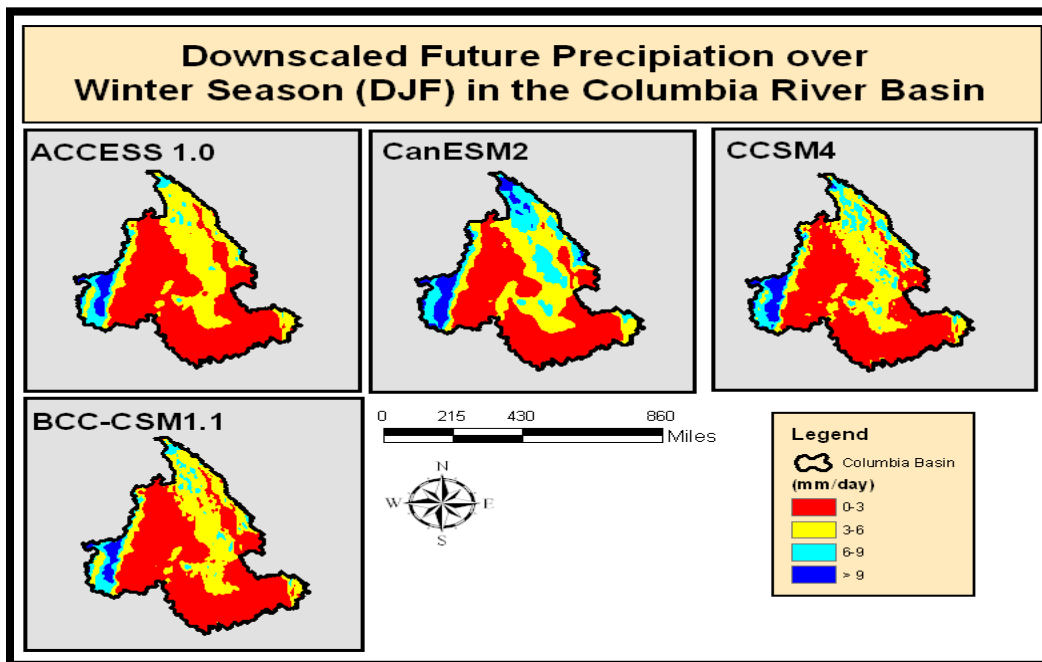 Downscaled Future Precipiation over
Winter Season (DJF) in the Columbia River Basin
ACCESS 1.0
CanESM2
CCSM4
BCC-CSM1.1
0 215 430 860
Miles
N
W E
S
Legend
Columbia Basin
(mm/day)
0-3
3-6
6-9
> 9